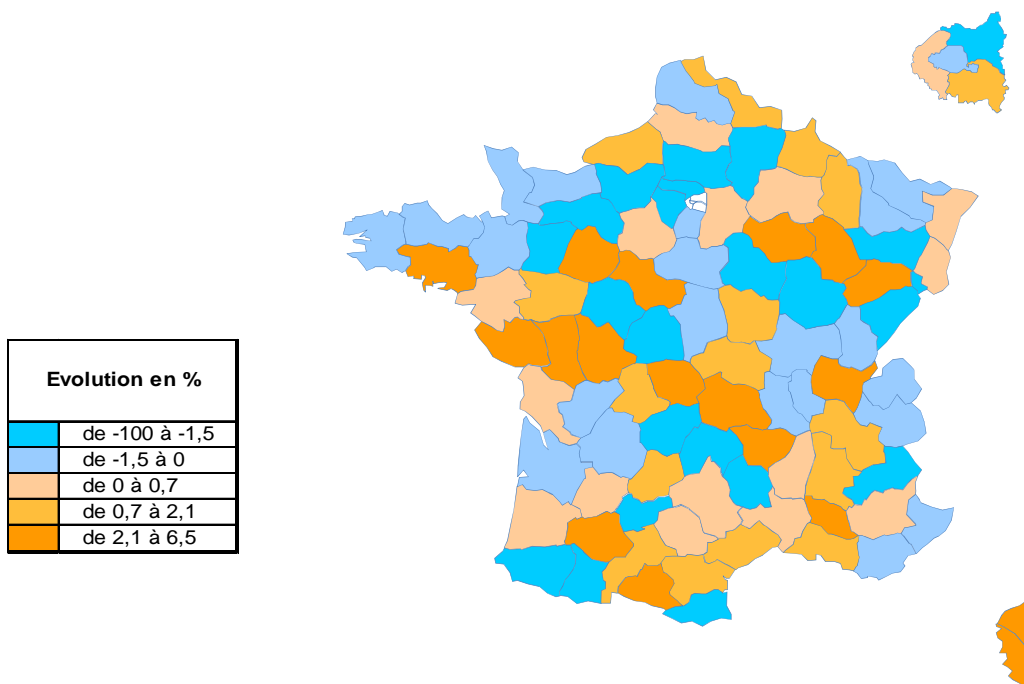 Evolution en %
de -100 à -1,5
de -1,5 à 0
de 0 à 0,7
de 0,7 à 2,1
de 2,1 à 6,5